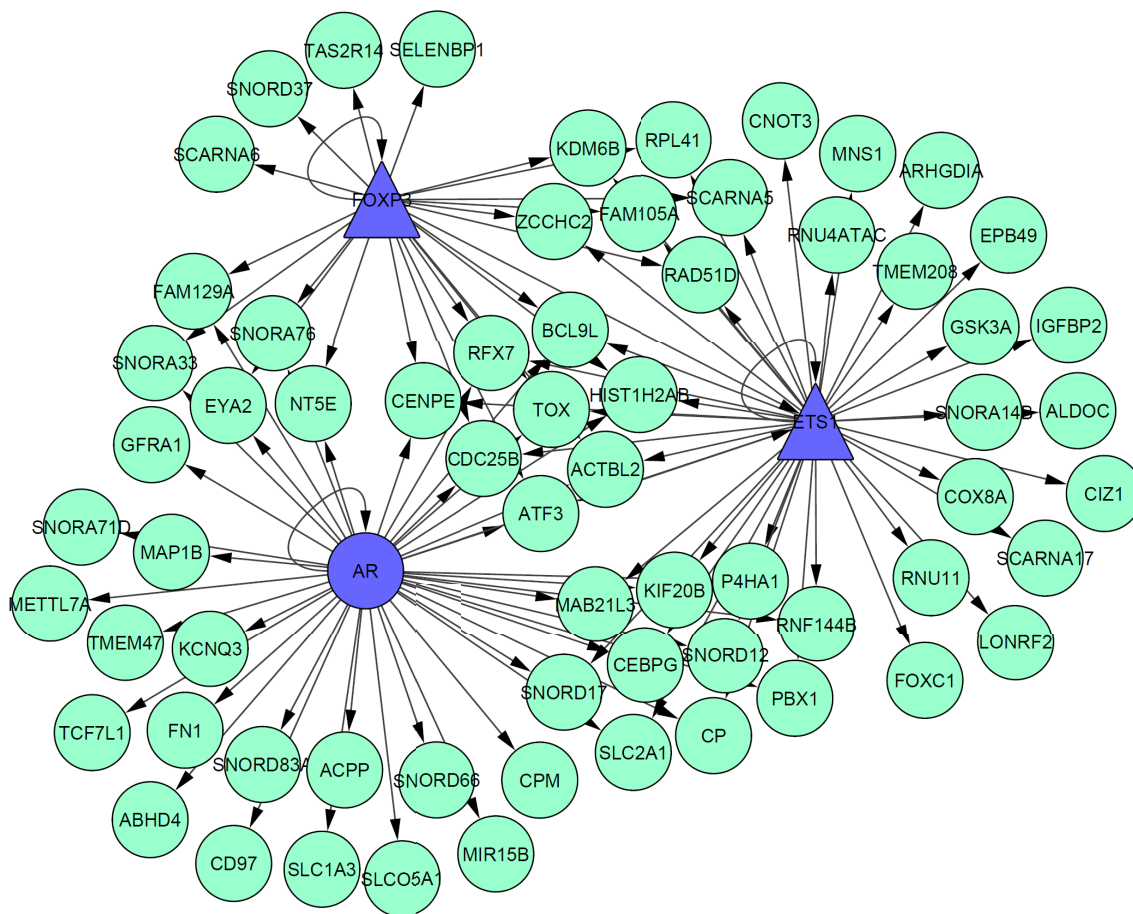 TAS2R14
SELENBP1
SNORD37
SCARNA6
CNOT3
KDM6B
RPL41
MNS1
ARHGDIA
FOXP3
SCARNA5
FAM105A
ZCCHC2
RNU4ATAC
EPB49
TMEM208
RAD51D
FAM129A
SNORA76
BCL9L
GSK3A
IGFBP2
RFX7
SNORA33
HIST1H2AB
CENPE
EYA2
NT5E
TOX
ETS1
SNORA14B
ALDOC
GFRA1
CDC25B
ACTBL2
CIZ1
COX8A
ATF3
SNORA71D
MAP1B
SCARNA17
AR
RNU11
P4HA1
KIF20B
METTL7A
MAB21L3
RNF144B
TMEM47
KCNQ3
LONRF2
SNORD12
CEBPG
FOXC1
SNORD17
PBX1
TCF7L1
FN1
CP
SLC2A1
SNORD83A
ACPP
SNORD66
CPM
ABHD4
MIR15B
CD97
SLC1A3
SLCO5A1